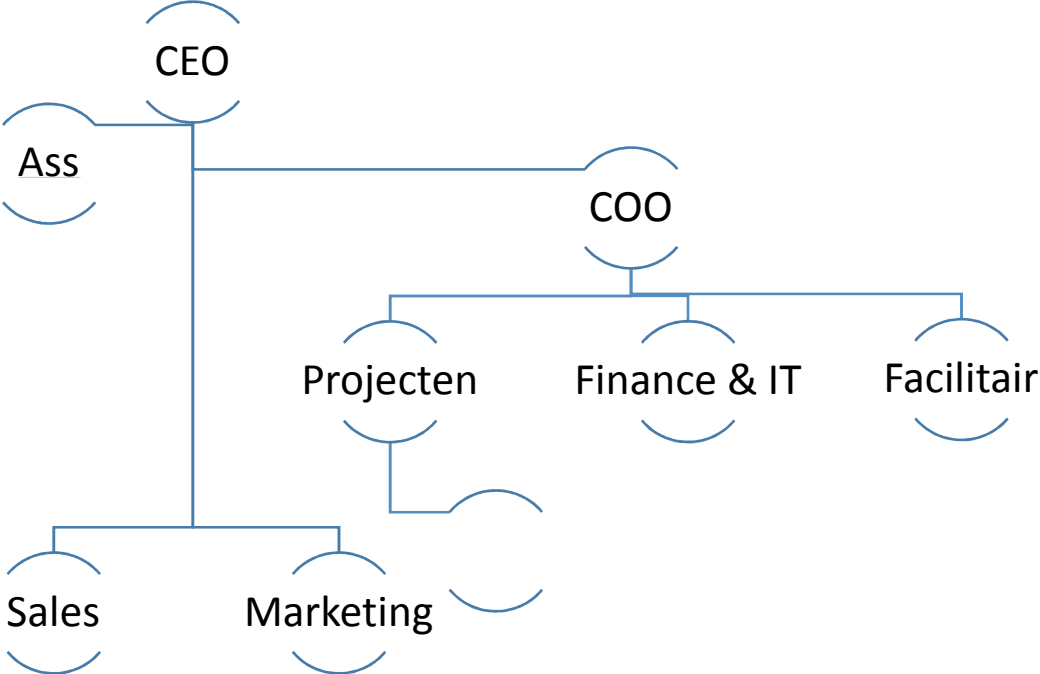 CEO
Ass
COO
Projecten
Finance & IT
Facilitair
Sales
Marketing